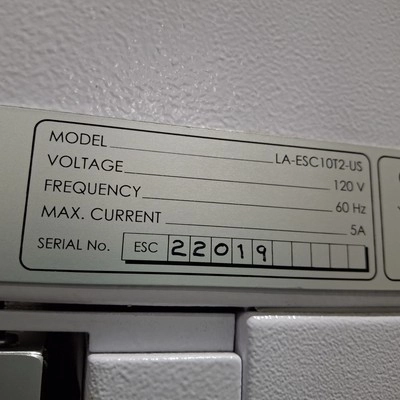 MODEL LA-ESC10T2-US
VOLTAGE 120 V
FREQUENCY 60 Hz
MAX. CURRENT 5A
SERIAL No. ESC 22019